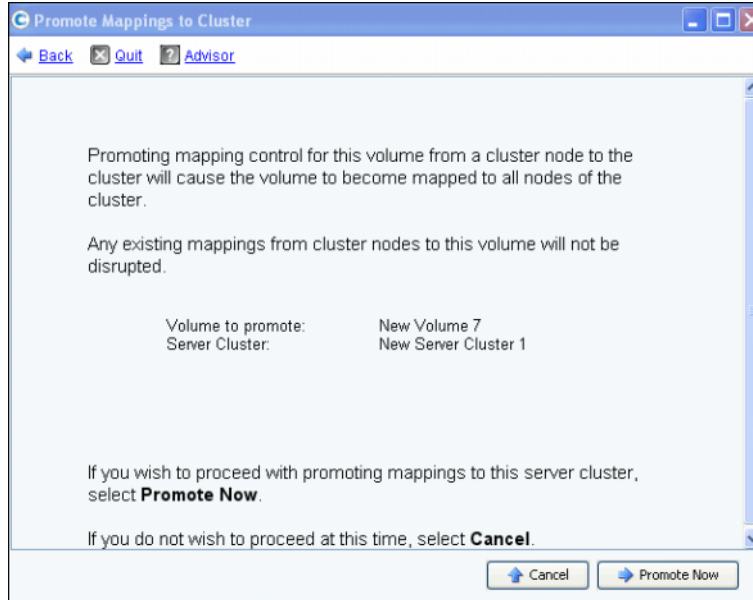 Promote Mappings to Cluster
Back Quit Advisor
Promoting mapping control for this volume from a cluster node to the
cluster will cause the volume to become mapped to all nodes of the
cluster.
Any existing mappings from cluster nodes to this volume will not be
disrupted.
Volume to promote: New Volume 7
Server Cluster: New Server Cluster 1
If you wish to proceed with promoting mappings to this server cluster,
select Promote Now.
If you do not wish to proceed at this time, select Cancel.
Cancel Promote Now